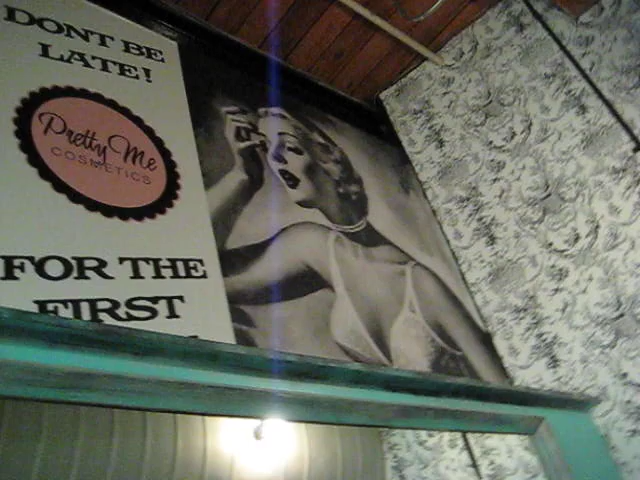 DONT BE
LATE!
Pretty Me
COSMETICS
FOR THE
FIRST